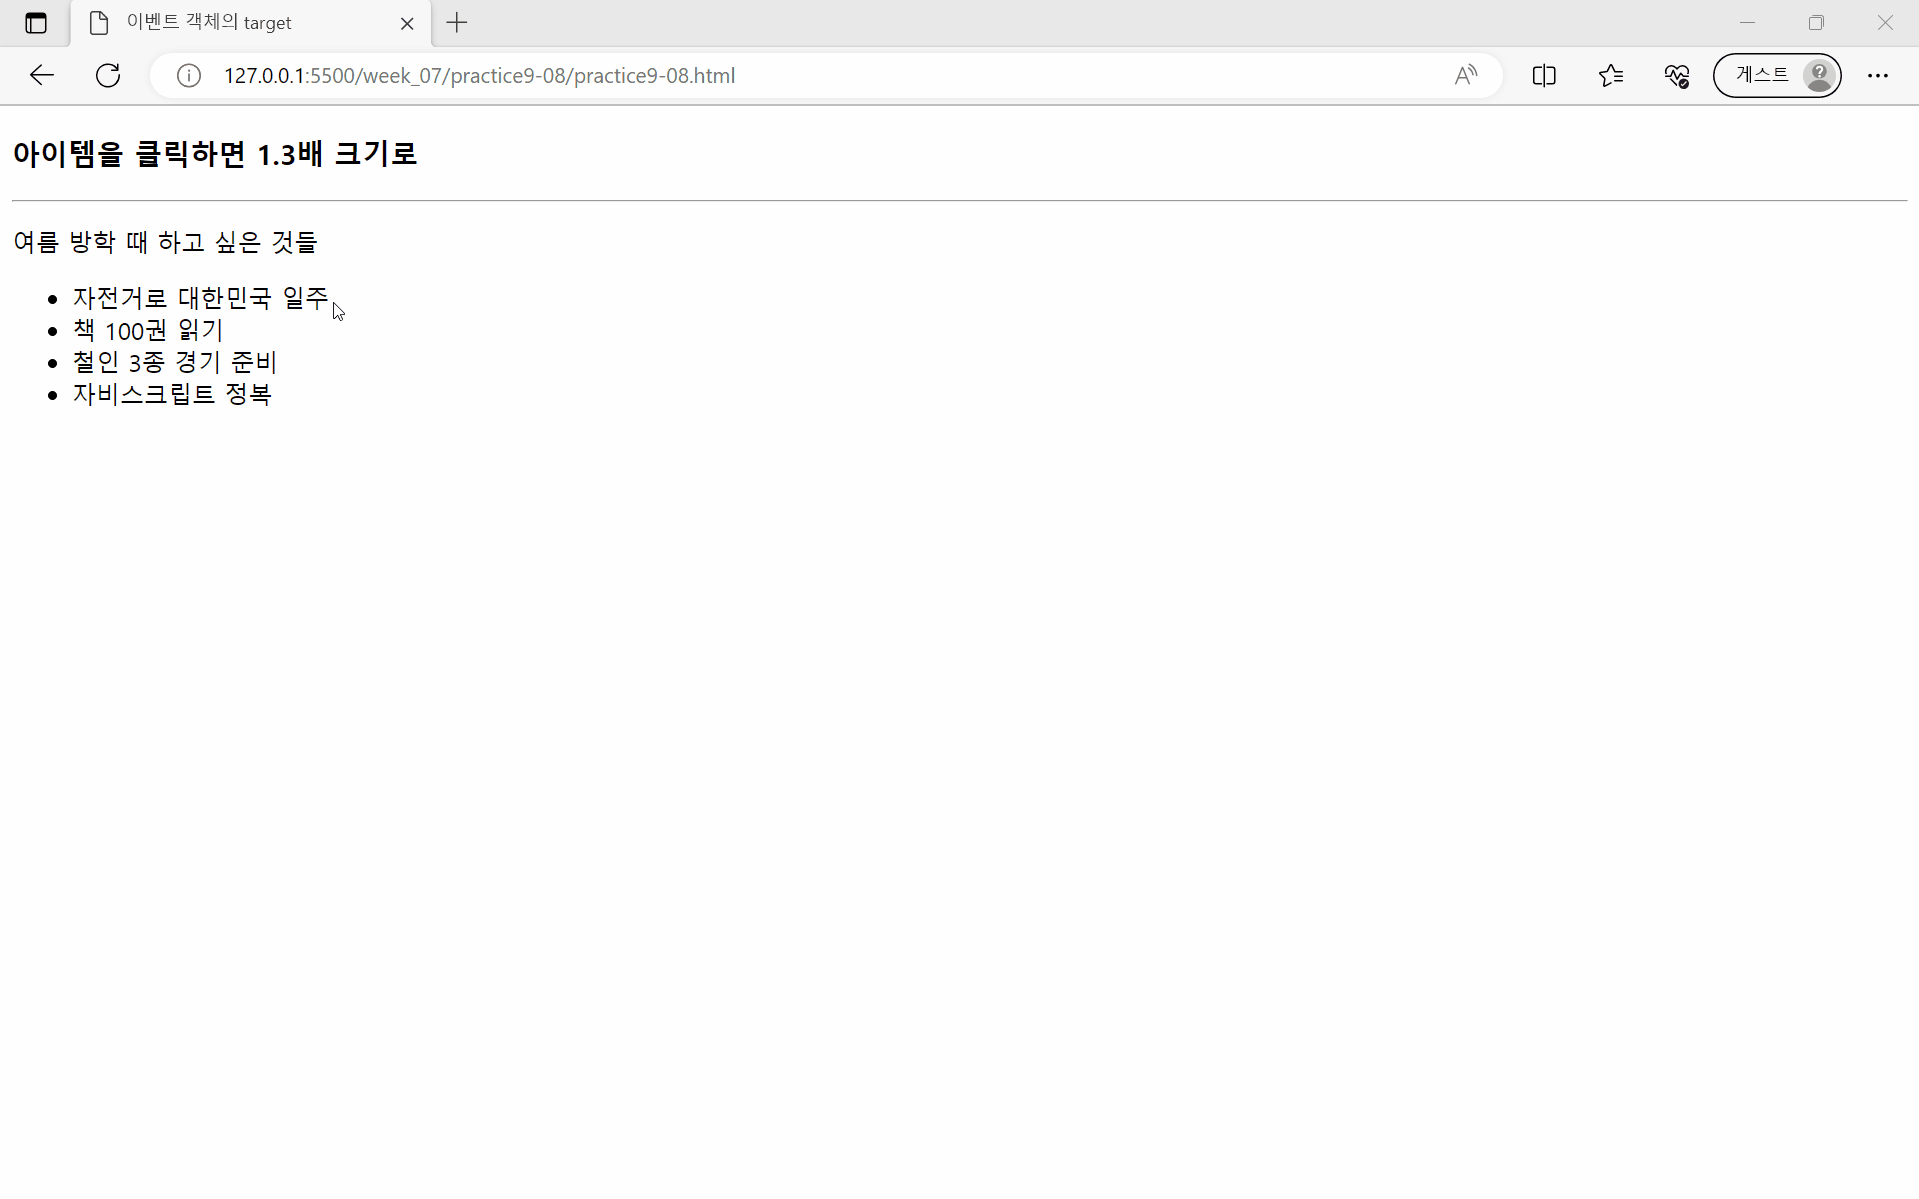 이벤트 객체의 target
127.0.0.1:5500/week_07/practice9-08/practice9-08.html
게스트
아이템을 클릭하면 1.3배 크기로
여름 방학 때 하고 싶은 것들
자전거로 대한민국 일주
책 100권 읽기
철인 3종 경기 준비
자비스크립트 정복